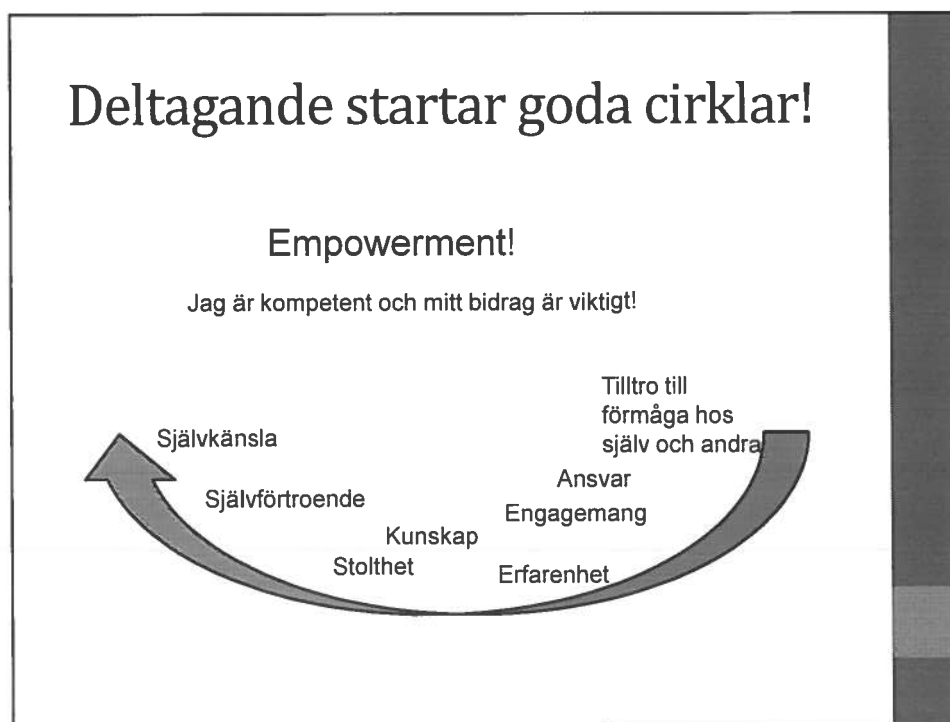 Deltagande startar goda cirklar!
Empowerment!
Jag är kompetent och mitt bidrag är viktigt!
Tilltro till
förmåga hos
själv och andra
Självkänsla
Ansvar
Självförtroende
Engagemang
Kunskap
Stolthet
Erfarenhet